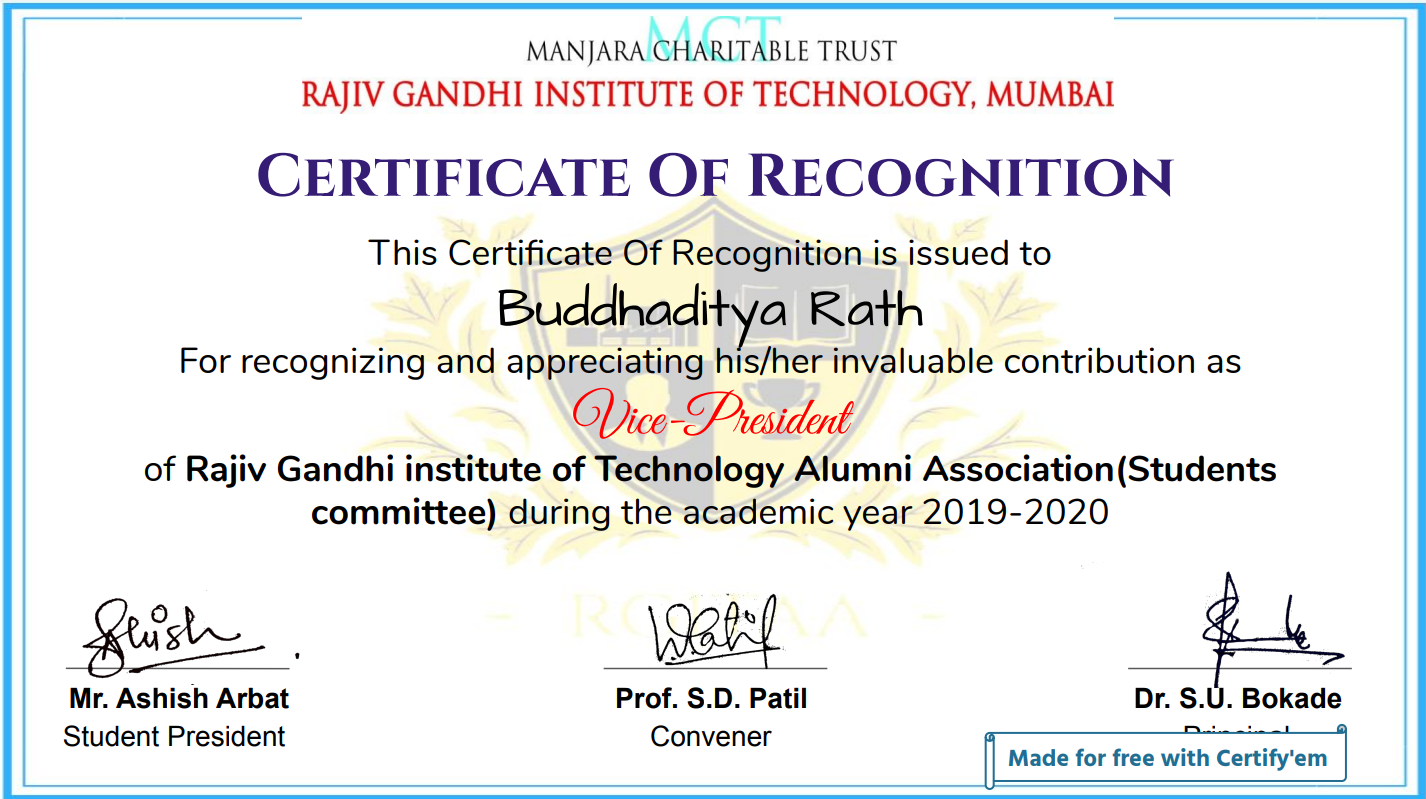 MCT
MANJARA CHARITABLE TRUST
RAJIV GANDHI INSTITUTE OF TECHNOLOGY, MUMBAI
CERTIFICATE OF RECOGNITION
This Certificate Of Recognition is issued to
Buddhaditya Rath
For recognizing and appreciating his/her invaluable contribution as
Vice-President
of Rajiv Gandhi institute of Technology Alumni Association(Students
committee) during the academic year 2019-2020
- RGITAA -
Mr. Ashish Arbat Prof. S.D. Patil Dr. S.U. Bokade
Student President Convener Principal
Made for free with Certify'em